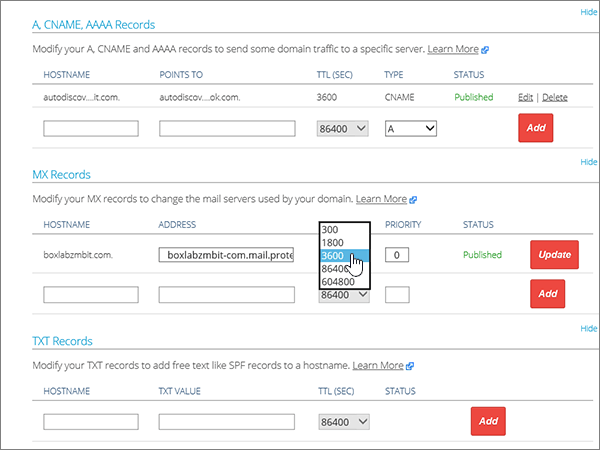 Hide
A, CNAME, AAAA Records
Modify your A, CNAME and AAAA records to send some domain traffic to a specific server. Learn More
HOSTNAME POINTS TO TTL (SEC) TYPE STATUS
autodiscov....it.com. autodiscov....ok.com. 3600 CNAME Published Edit | Delete
86400 A Add
Hide
MX Records
Modify your MX records to change the mail servers used by your domain. Learn More
HOSTNAME ADDRESS PRIORITY STATUS
300
1800
boxlabzmbit.com. boxlabzmbit-com.mail.prote 3600 0 Published Update
86400
604800
86400 Add
Hide
TXT Records
Modify your TXT records to add free text like SPF records to a hostname. Learn More
HOSTNAME TXT VALUE TTL (SEC) STATUS
86400 Add